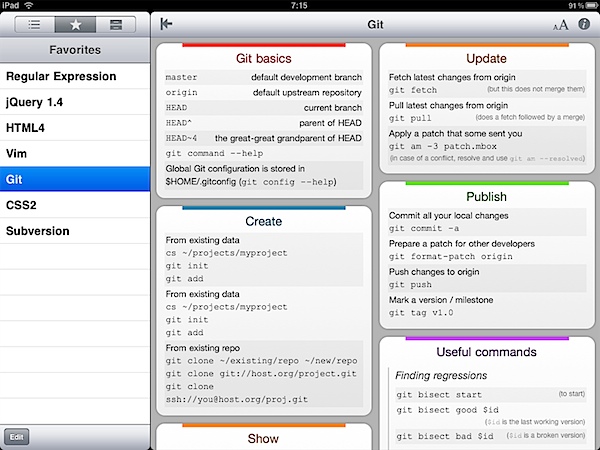 iPad
7:15
91 %
Favorites
Regular Expression
jQuery 1.4
HTML4
Vim
Git
CSS2
Subversion
Edit
Git
AA
Git basics
master default development branch
origin default upstream repository
HEAD current branch
HEAD^ parent of HEAD
HEAD~4 the great-great grandparent of HEAD
git command --help
Global Git configuration is stored in
$HOME/.gitconfig (git config --help)
Create
From existing data
cs ~/projects/myproject
git init
git add
From existing data
cs ~/projects/myproject
git init
git add
From existing repo
git clone ~/existing/repo ~/new/repo
git clone git://host.org/project.git
git clone
ssh://you@host.org/proj.git
Show
Update
Fetch latest changes from origin
git fetch (but this does not merge them)
Pull latest changes from origin
git pull (does a fetch followed by a merge)
Apply a patch that some sent you
git am -3 patch.mbox
(in case of a conflict, resolve and use git am --resolved)
Publish
Commit all your local changes
git commit -a
Prepare a patch for other developers
git format-patch origin
Push changes to origin
git push
Mark a version / milestone
git tag v1.0
Useful commands
Finding regressions
git bisect start (to start)
git bisect good $id
($id is the last working version)
git bisect bad $id ($id is a broken version)